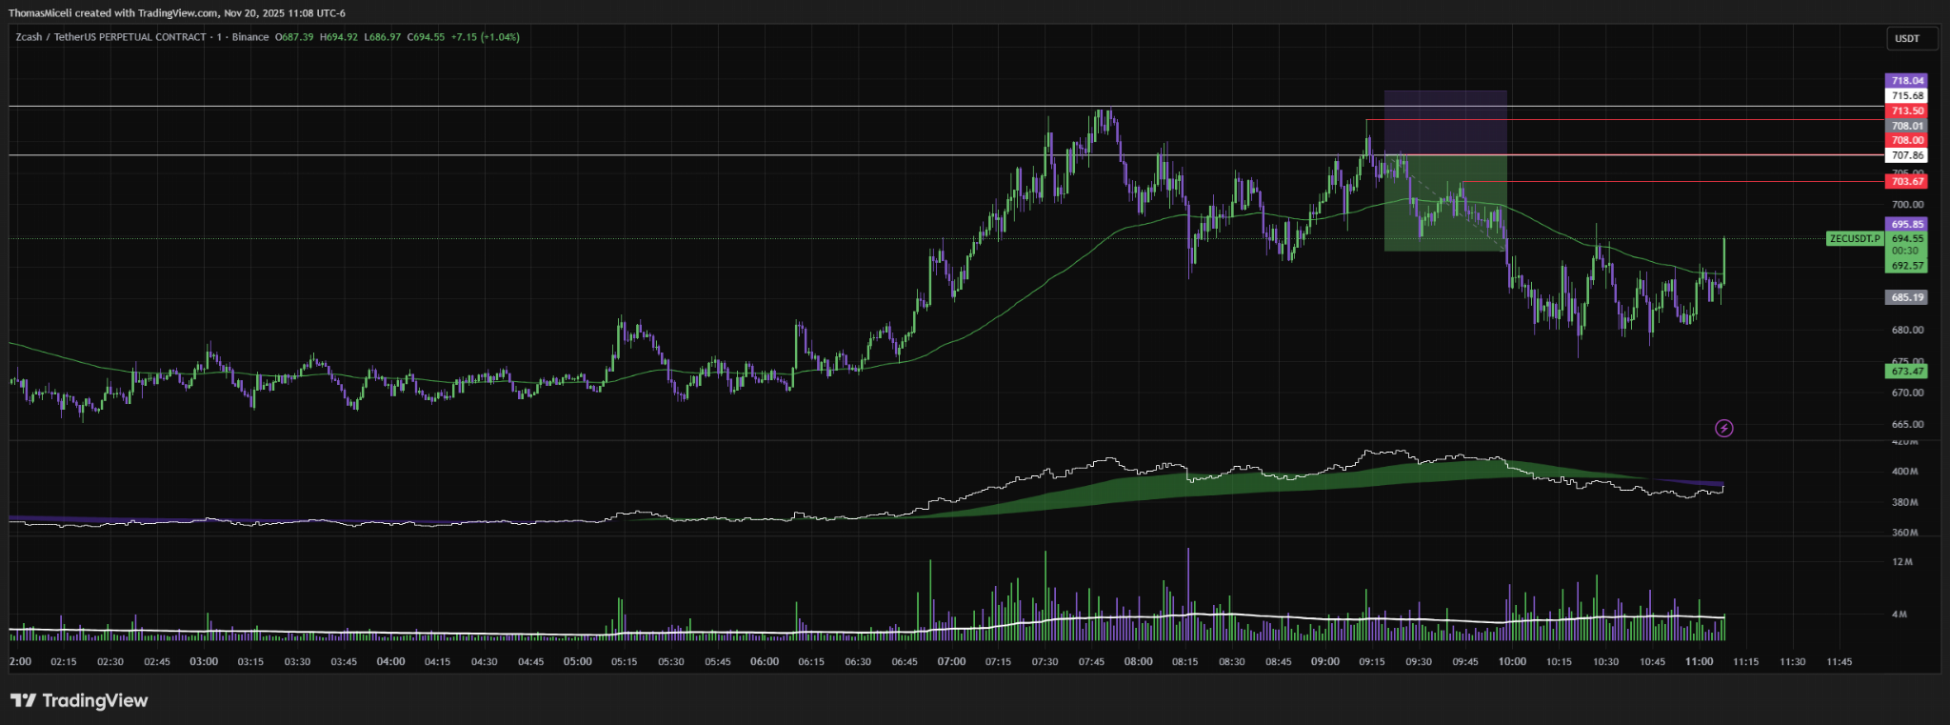 ThomasMiceli created with TradingView.com, Nov 20, 2025 11:08 UTC-6
Zcash / TetherUS PERPETUAL CONTRACT · 1 · Binance O687.39 H694.92 L686.97 C694.55 +7.15 (+1.04%)
USDT
718.04
715.68
713.50
708.01
708.00
707.86
705.00
703.67
700.00
695.85
ZECUSDT.P 694.55
00:30
692.57
685.19
680.00
675.00
673.47
670.00
665.00
420M
400M
380M
360M
12M
4M
2:00 02:15 02:30 02:45 03:00 03:15 03:30 03:45 04:00 04:15 04:30 04:45 05:00 05:15 05:30 05:45 06:00 06:15 06:30 06:45 07:00 07:15 07:30 07:45 08:00 08:15 08:30 08:45 09:00 09:15 09:30 09:45 10:00 10:15 10:30 10:45 11:00 11:15 11:30 11:45
TradingView